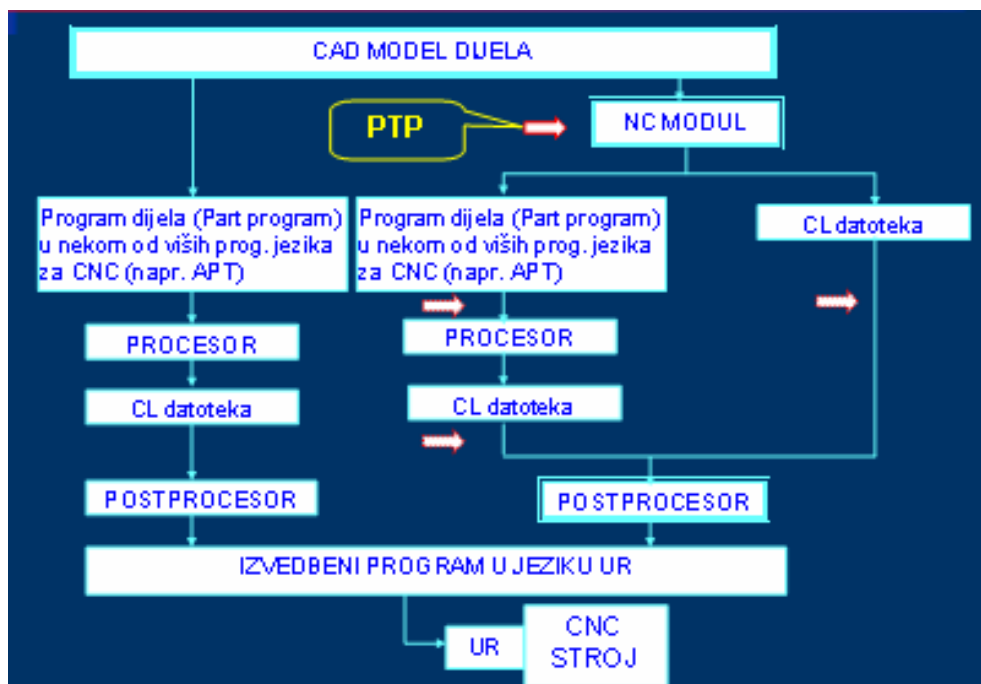 CAD MODEL DIJELA
PTP
NC MODUL
Program dijela (Part program)
u nekom od viših prog. jezika
za CNC (napr. APT)
Program dijela (Part program)
u nekom od viših prog. jezika
za CNC (napr. APT)
CL datoteka
PROCESOR
PROCESOR
CL datoteka
CL datoteka
POSTPROCESOR
POSTPROCESOR
IZVEDBENI PROGRAM U JEZIKU UR
UR
CNC
STROJ